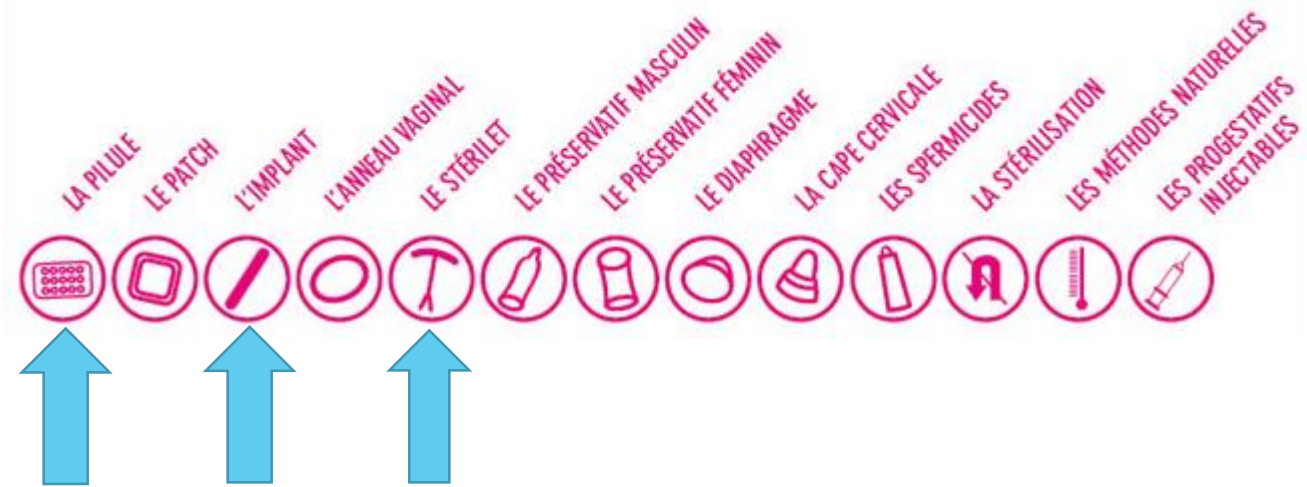 LA PILULE
LE PATCH
L'IMPLANT
L'ANNEAU VAGINAL
LE STÉRILET
LE PRÉSERVATIF MASCULIN
LE PRÉSERVATIF FÉMININ
LE DIAPHRAGME
LA CAPE CERVICALE
LES SPERMICIDES
LA STÉRILISATION
LES MÉTHODES NATURELLES
LES PROGESTATIFS
INJECTABLES